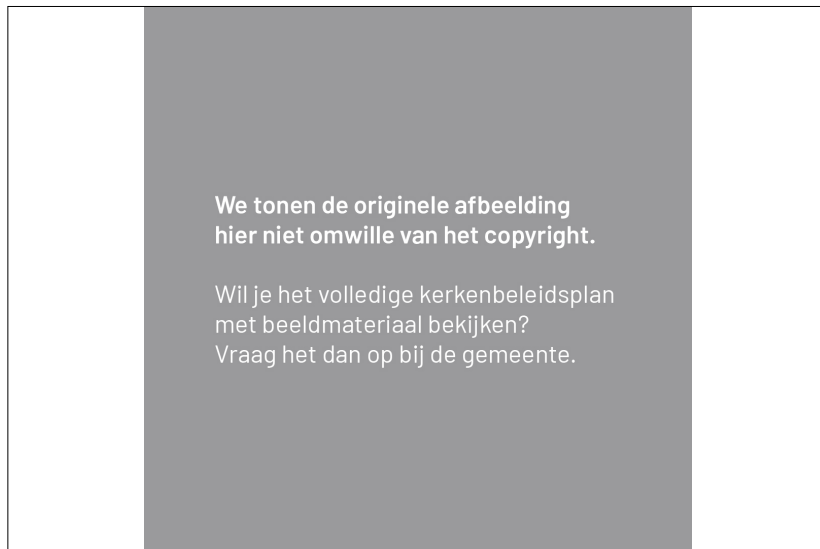 We tonen de originele afbeelding
hier niet omwille van het copyright.
Wil je het volledige kerkenbeleidsplan
met beeldmateriaal bekijken?
Vraag het dan op bij de gemeente.